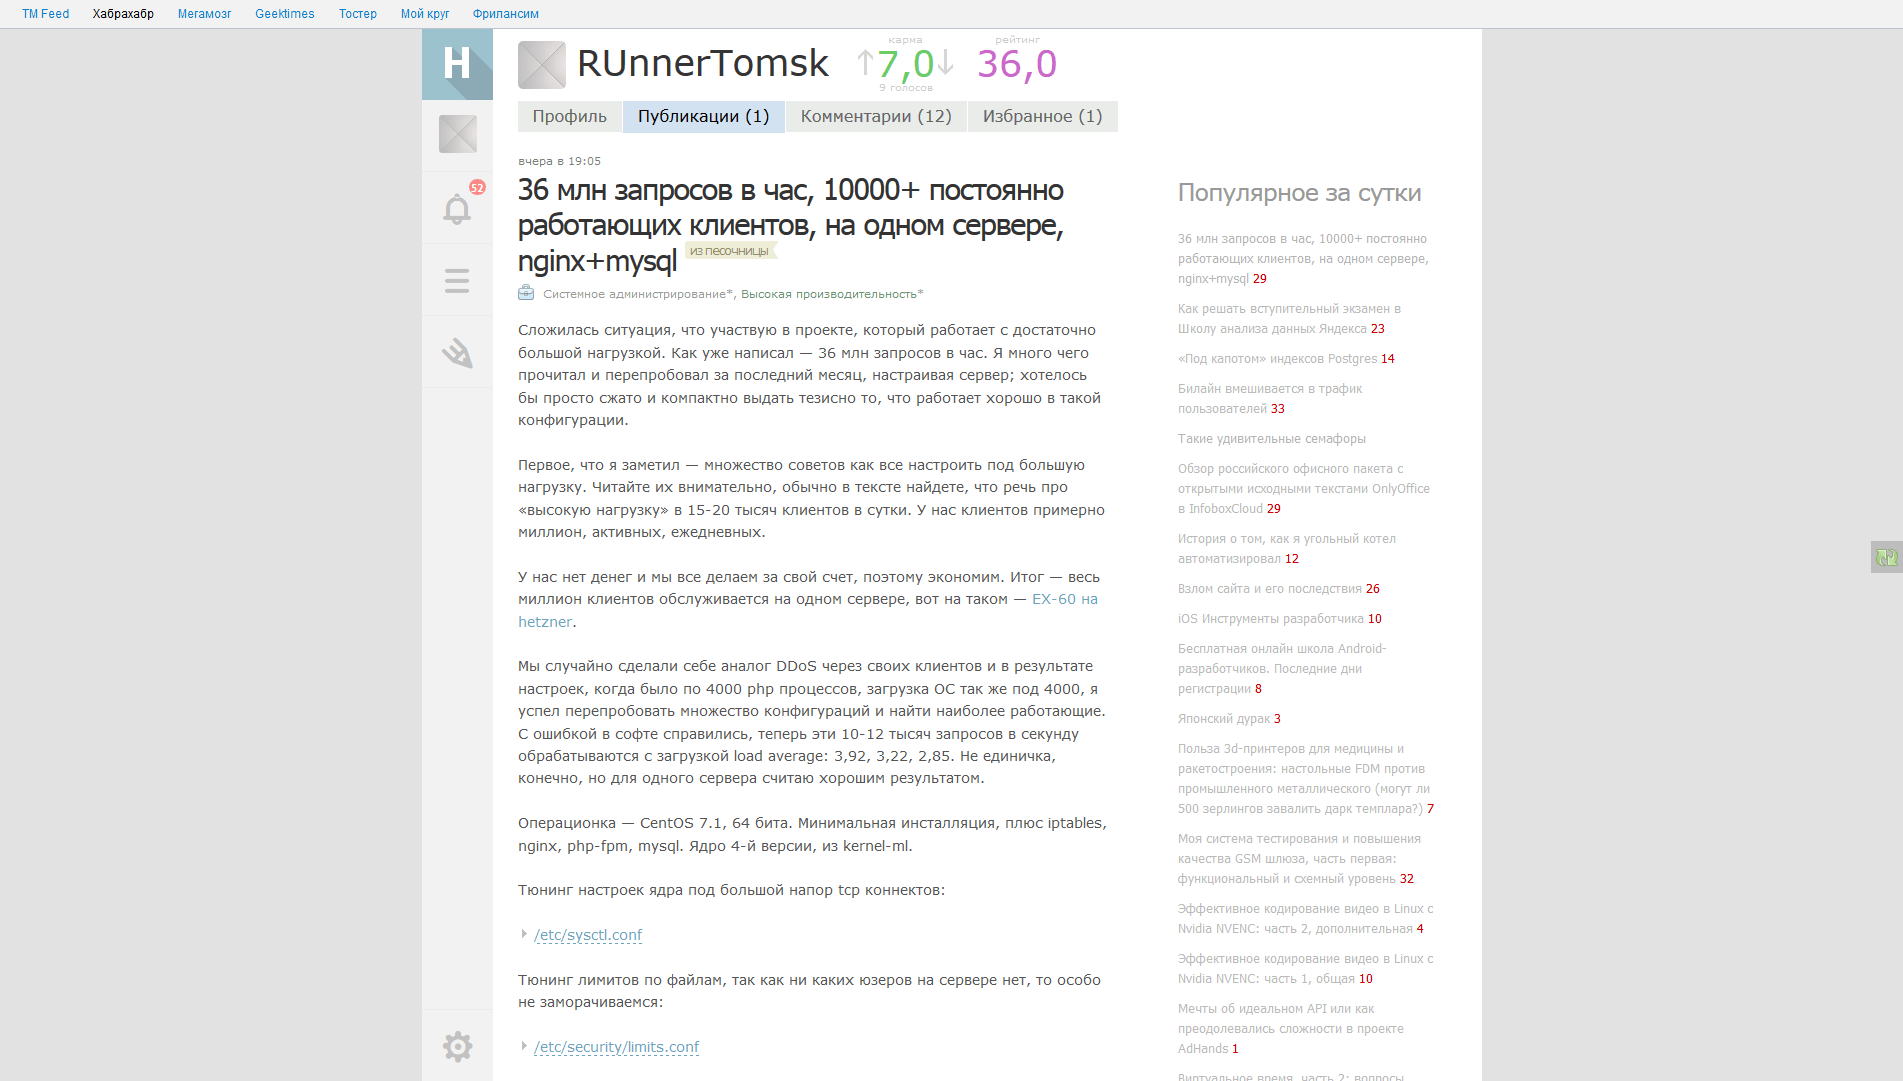 TM Feed Хабрахабр Мегамозг Geektimes Тостер Мой круг Фрилансим
H
52
RUnnerTomsk
карма
7,0
9 голосов
рейтинг
36,0
Профиль Публикации (1) Комментарии (12) Избранное (1)
вчера в 19:05
36 млн запросов в час, 10000+ постоянно
работающих клиентов, на одном сервере,
nginx+mysql из песочницы
Системное администрирование*, Высокая производительность*
Сложилась ситуация, что участвую в проекте, который работает с достаточно
большой нагрузкой. Как уже написал — 36 млн запросов в час. Я много чего
прочитал и перепробовал за последний месяц, настраивая сервер; хотелось
бы просто сжато и компактно выдать тезисно то, что работает хорошо в такой
конфигурации.
Первое, что я заметил — множество советов как все настроить под большую
нагрузку. Читайте их внимательно, обычно в тексте найдете, что речь про
«высокую нагрузку» в 15-20 тысяч клиентов в сутки. У нас клиентов примерно
миллион, активных, ежедневных.
У нас нет денег и мы все делаем за свой счет, поэтому экономим. Итог — весь
миллион клиентов обслуживается на одном сервере, вот на таком — EX-60 на
hetzner.
Мы случайно сделали себе аналог DDoS через своих клиентов и в результате
настроек, когда было по 4000 php процессов, загрузка ОС так же под 4000, я
успел перепробовать множество конфигураций и найти наиболее работающие.
С ошибкой в софте справились, теперь эти 10-12 тысяч запросов в секунду
обрабатываются с загрузкой load average: 3,92, 3,22, 2,85. Не единичка,
конечно, но для одного сервера считаю хорошим результатом.
Операционка — CentOS 7.1, 64 бита. Минимальная инсталляция, плюс iptables,
nginx, php-fpm, mysql. Ядро 4-й версии, из kernel-ml.
Тюнинг настроек ядра под большой напор tcp коннектов:
/etc/sysctl.conf
Тюнинг лимитов по файлам, так как ни каких юзеров на сервере нет, то особо
не заморачиваемся:
/etc/security/limits.conf
Популярное за сутки
36 млн запросов в час, 10000+ постоянно
работающих клиентов, на одном сервере,
nginx+mysql 29
Как решать вступительный экзамен в
Школу анализа данных Яндекса 23
«Под капотом» индексов Postgres 14
Билайн вмешивается в трафик
пользователей 33
Такие удивительные семафоры
Обзор российского офисного пакета с
открытыми исходными текстами OnlyOffice
в InfoboxCloud 29
История о том, как я угольный котел
автоматизировал 12
Взлом сайта и его последствия 26
iOS Инструменты разработчика 10
Бесплатная онлайн школа Android-
разработчиков. Последние дни
регистрации 8
Японский дурак 3
Польза 3d-принтеров для медицины и
ракетостроения: настольные FDM против
промышленного металлического (могут ли
500 зерлингов завалить дарк темплара?) 7
Моя система тестирования и повышения
качества GSM шлюза, часть первая:
функциональный и схемный уровень 32
Эффективное кодирование видео в Linux с
Nvidia NVENC: часть 2, дополнительная 4
Эффективное кодирование видео в Linux с
Nvidia NVENC: часть 1, общая 10
Мечты об идеальном API или как
преодолевались сложности в проекте
AdHands 1
Виртуальное время, часть 2: вопросы